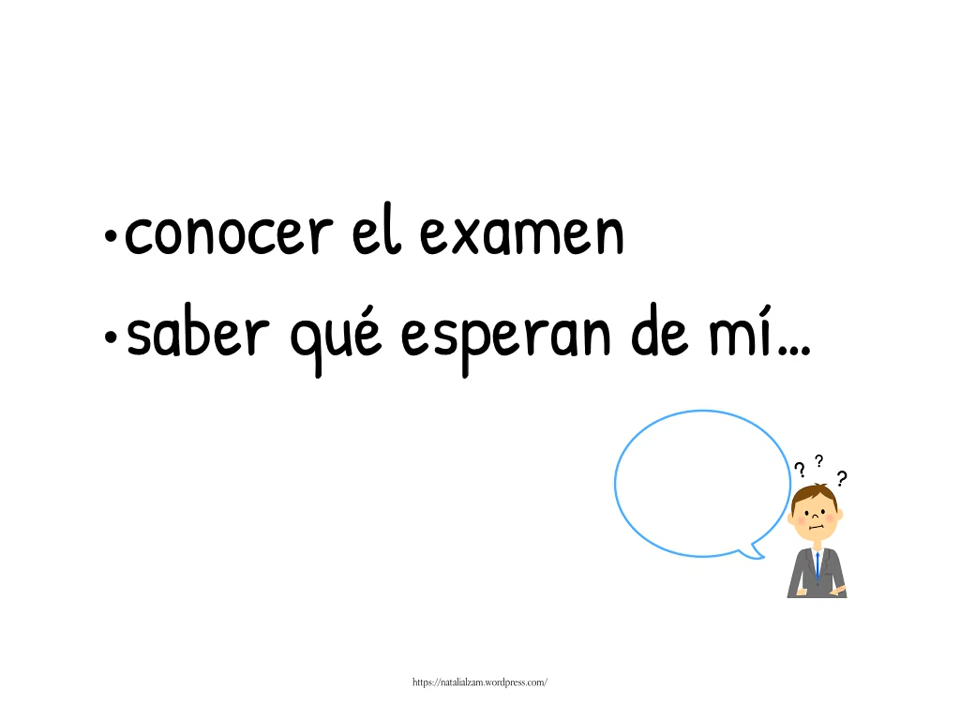 •conocer el examen
•saber qué esperan de mí...
? ? ?
https://natalialzam.wordpress.com/